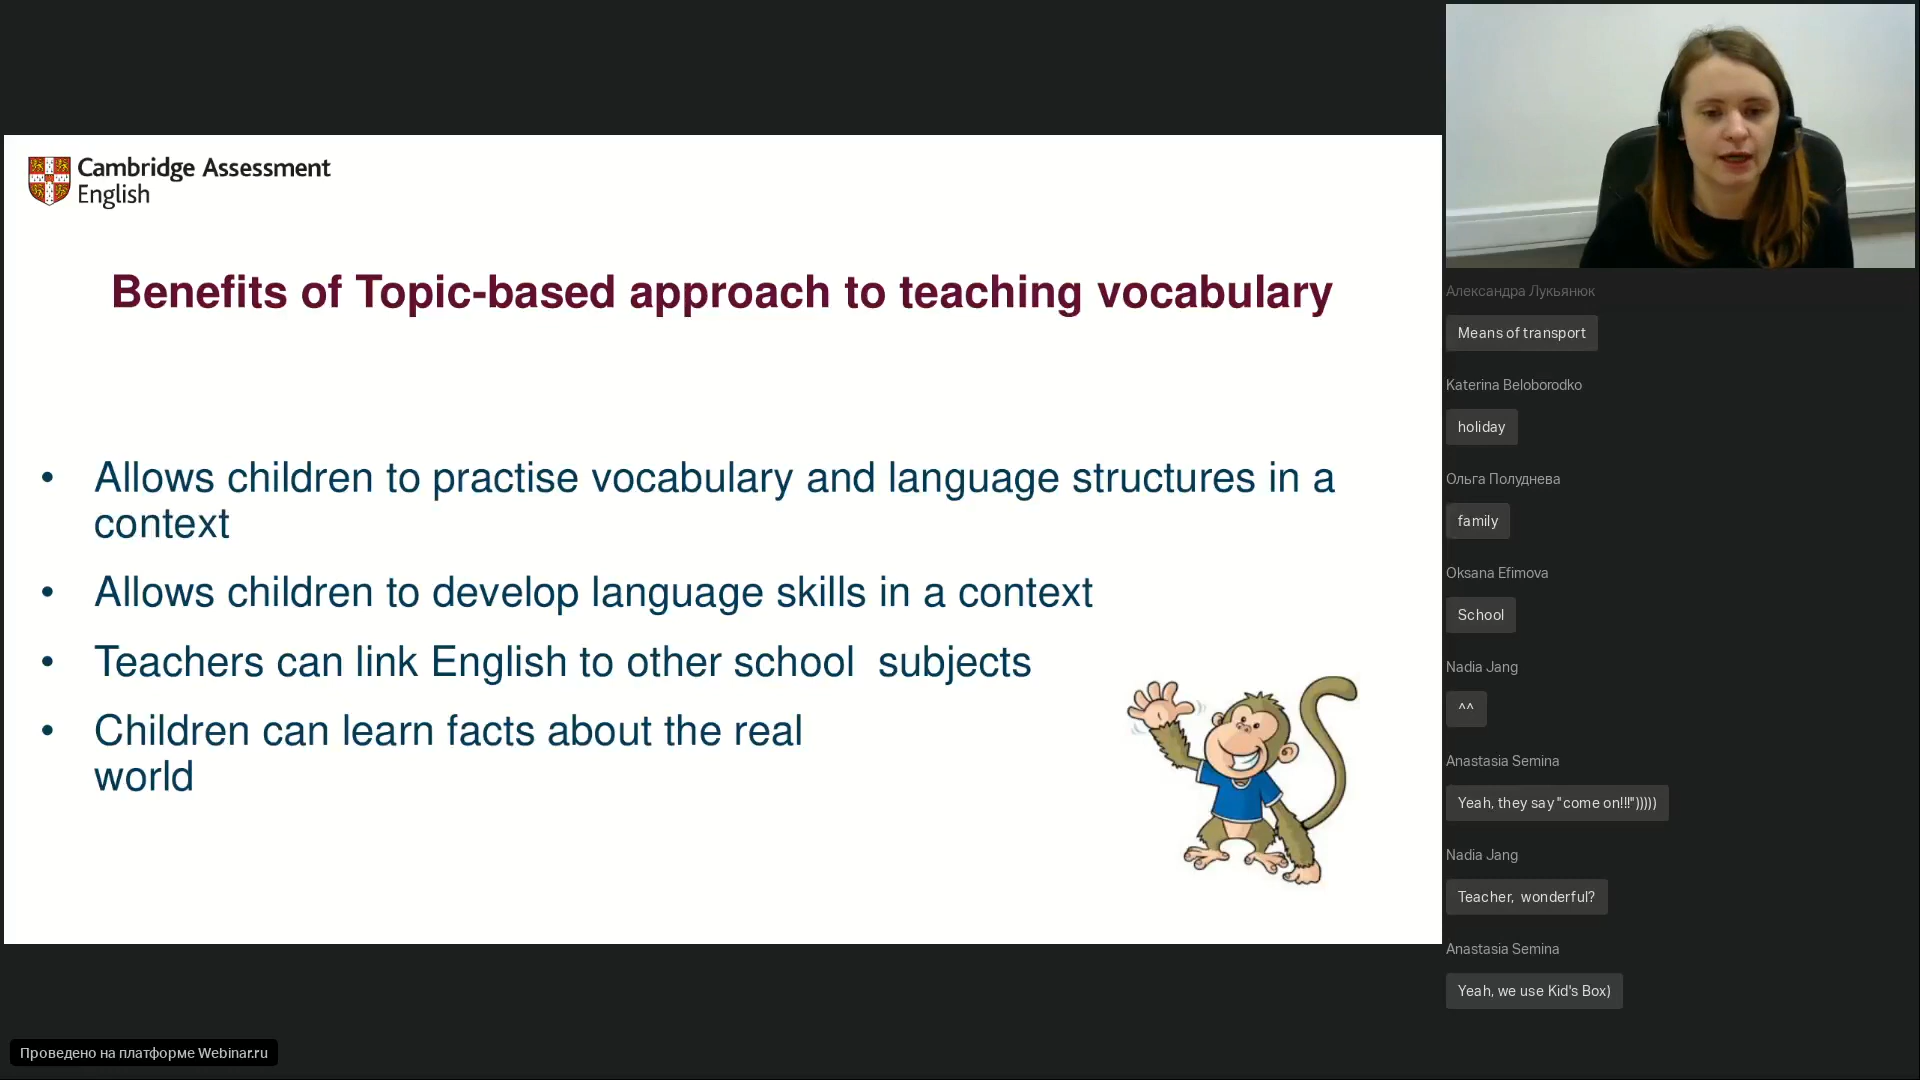 Cambridge Assessment
English
Benefits of Topic-based approach to teaching vocabulary
• Allows children to practise vocabulary and language structures in a
context
• Allows children to develop language skills in a context
• Teachers can link English to other school  subjects
• Children can learn facts about the real
world
Александра Лукьянюк
Means of transport
Katerina Beloborodko
holiday
Ольга Полуднева
family
Oksana Efimova
School
Nadia Jang
^^
Anastasia Semina
Yeah, they say "come on!!!")))))
Nadia Jang
Teacher,  wonderful?
Anastasia Semina
Yeah, we use Kid's Box)
Проведено на платформе Webinar.ru